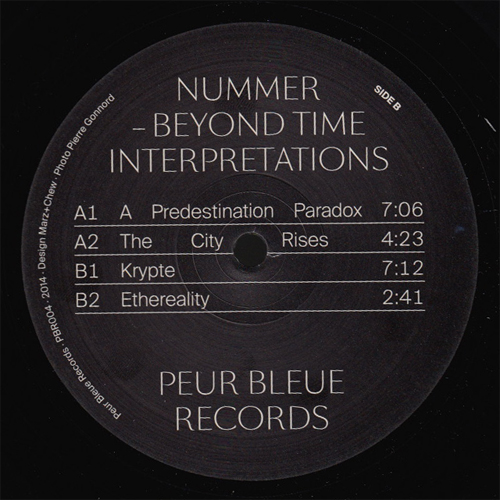 NUMMER
– BEYOND TIME
INTERPRETATIONS
SIDE B
A1 A Predestination Paradox 7:06
A2 The City Rises 4:23
B1 Krypte 7:12
B2 Ethereality 2:41
PEUR BLEUE
RECORDS
Peur Bleue Records · PBR004 · 2014 · Design Marz+Chew · Photo Pierre Gonnord